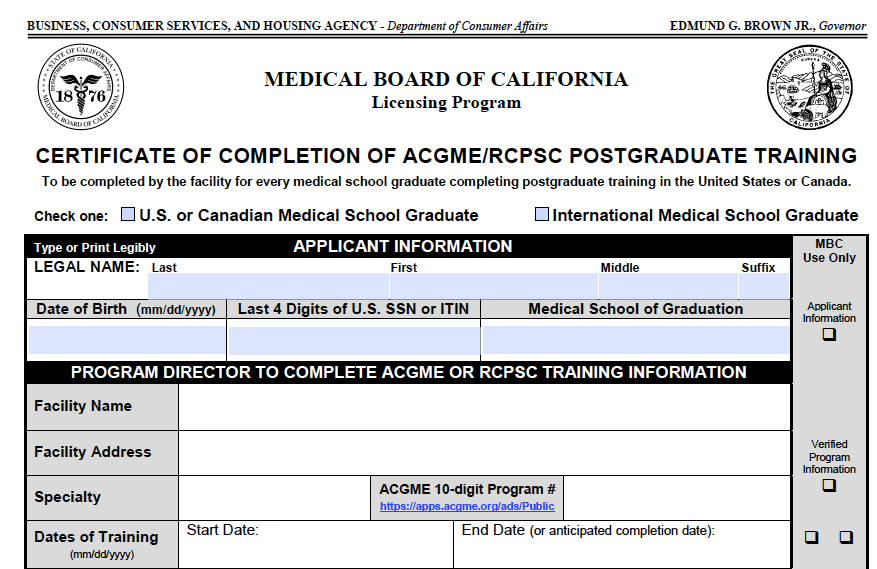 BUSINESS, CONSUMER SERVICES, AND HOUSING AGENCY - Department of Consumer Affairs
EDMUND G. BROWN JR., Governor
STATE OF CALIFORNIA
DEPARTMENT OF CONSUMER AFFAIRS
1876
MEDICAL BOARD OF CALIFORNIA
MEDICAL BOARD OF CALIFORNIA
Licensing Program
THE GREAT SEAL OF THE STATE OF
EUREKA
CALIFORNIA
CERTIFICATE OF COMPLETION OF ACGME/RCPSC POSTGRADUATE TRAINING
To be completed by the facility for every medical school graduate completing postgraduate training in the United States or Canada.
Check one: U.S. or Canadian Medical School Graduate International Medical School Graduate
Type or Print Legibly APPLICANT INFORMATION
MBC
Use Only
LEGAL NAME: Last First Middle Suffix
Date of Birth (mm/dd/yyyy) Last 4 Digits of U.S. SSN or ITIN Medical School of Graduation
Applicant
Information
PROGRAM DIRECTOR TO COMPLETE ACGME OR RCPSC TRAINING INFORMATION
Facility Name
Facility Address
Verified
Program
Information
Specialty
ACGME 10-digit Program #
https://apps.acgme.org/ads/Public
Dates of Training
(mm/dd/yyyy)
Start Date:
End Date (or anticipated completion date):